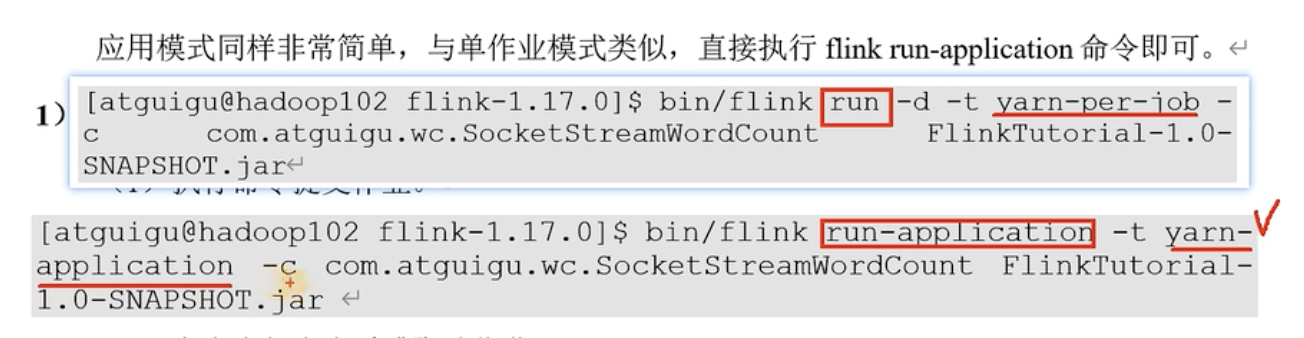 应用模式同样非常简单，与单作业模式类似，直接执行 flink run-application 命令即可。↵
1）
[atguigu@hadoop102 flink-1.17.0]$ bin/flink run -d -t yarn-per-job -
c com.atguigu.wc.SocketStreamWordCount FlinkTutorial-1.0-
SNAPSHOT.jar↵
[atguigu@hadoop102 flink-1.17.0]$ bin/flink run-application -t yarn-
application -c com.atguigu.wc.SocketStreamWordCount FlinkTutorial-
1.0-SNAPSHOT.jar ↵